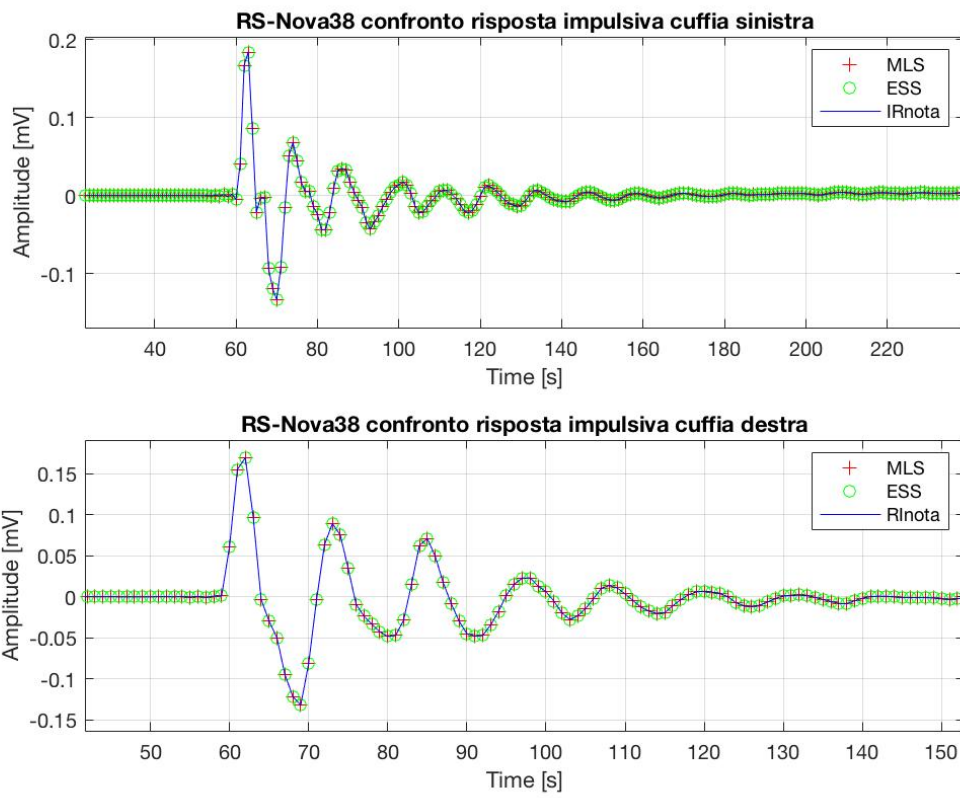 RS-Nova38 confronto risposta impulsiva cuffia sinistra
0.2
0.1
0
-0.1
Amplitude [mV]
MLS
ESS
IRnota
40 60 80 100 120 140 160 180 200 220
Time [s]
RS-Nova38 confronto risposta impulsiva cuffia destra
0.15
0.1
0.05
0
-0.05
-0.1
-0.15
Amplitude [mV]
MLS
ESS
RInota
50 60 70 80 90 100 110 120 130 140 150
Time [s]